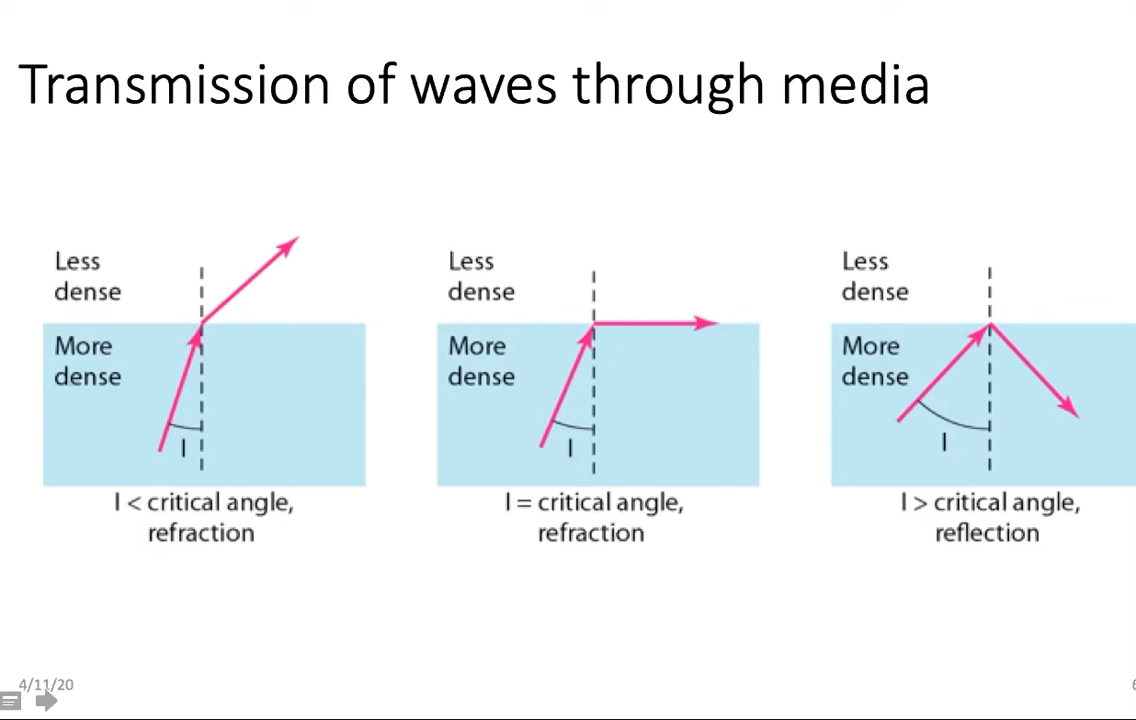 Transmission of waves through media
Less
dense
More
dense
I
I < critical angle,
refraction
Less
dense
More
dense
I
I = critical angle,
refraction
Less
dense
More
dense
I
I > critical angle,
reflection
4/11/20